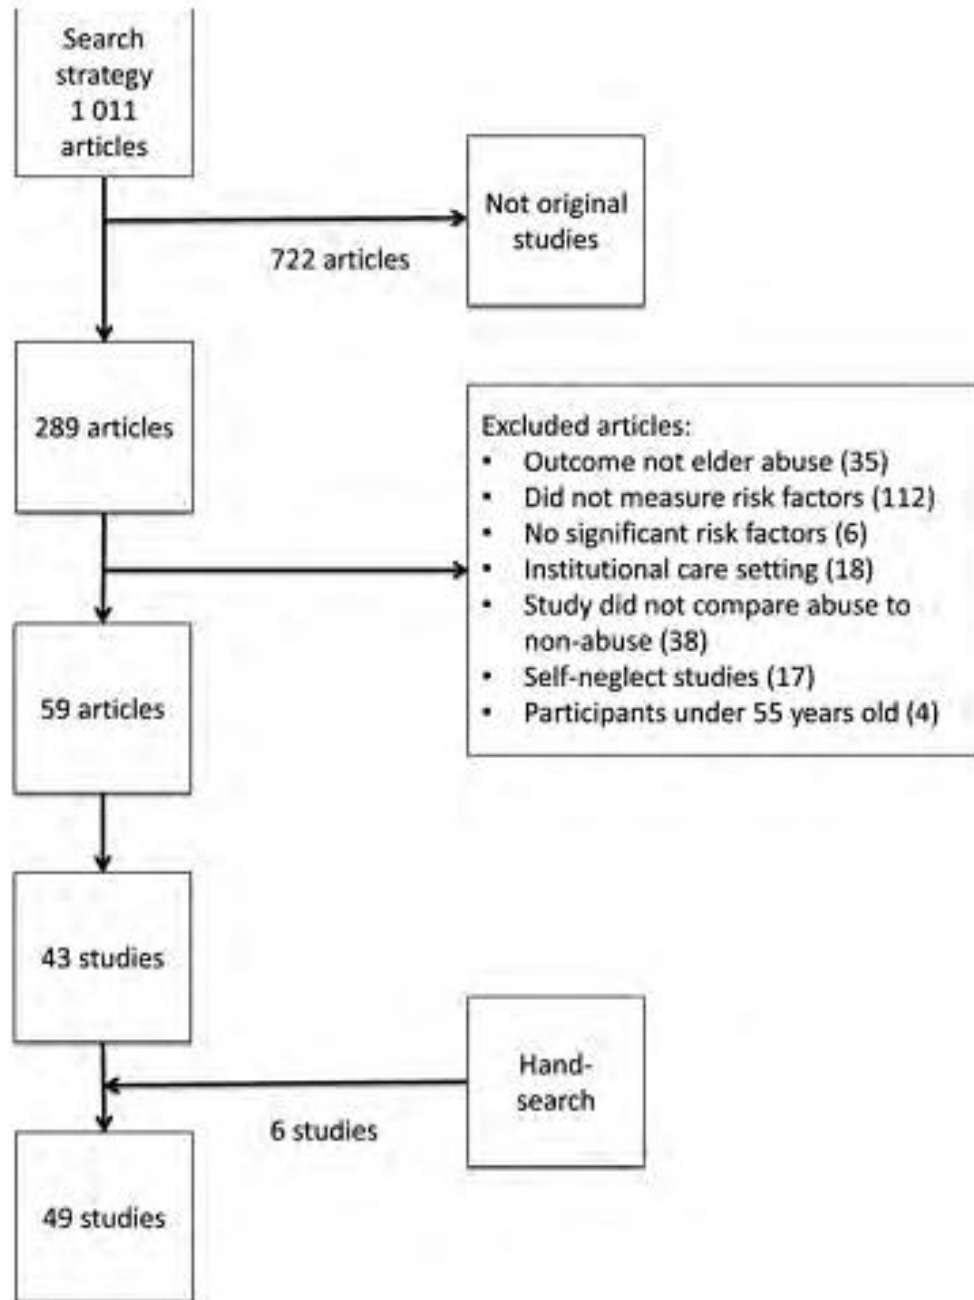 Search
strategy
1 011
articles
Not original
studies
722 articles
289 articles
Excluded articles:
• Outcome not elder abuse (35)
• Did not measure risk factors (112)
• No significant risk factors (6)
• Institutional care setting (18)
• Study did not compare abuse to
non-abuse (38)
• Self-neglect studies (17)
• Participants under 55 years old (4)
59 articles
43 studies
Hand-
search
6 studies
49 studies